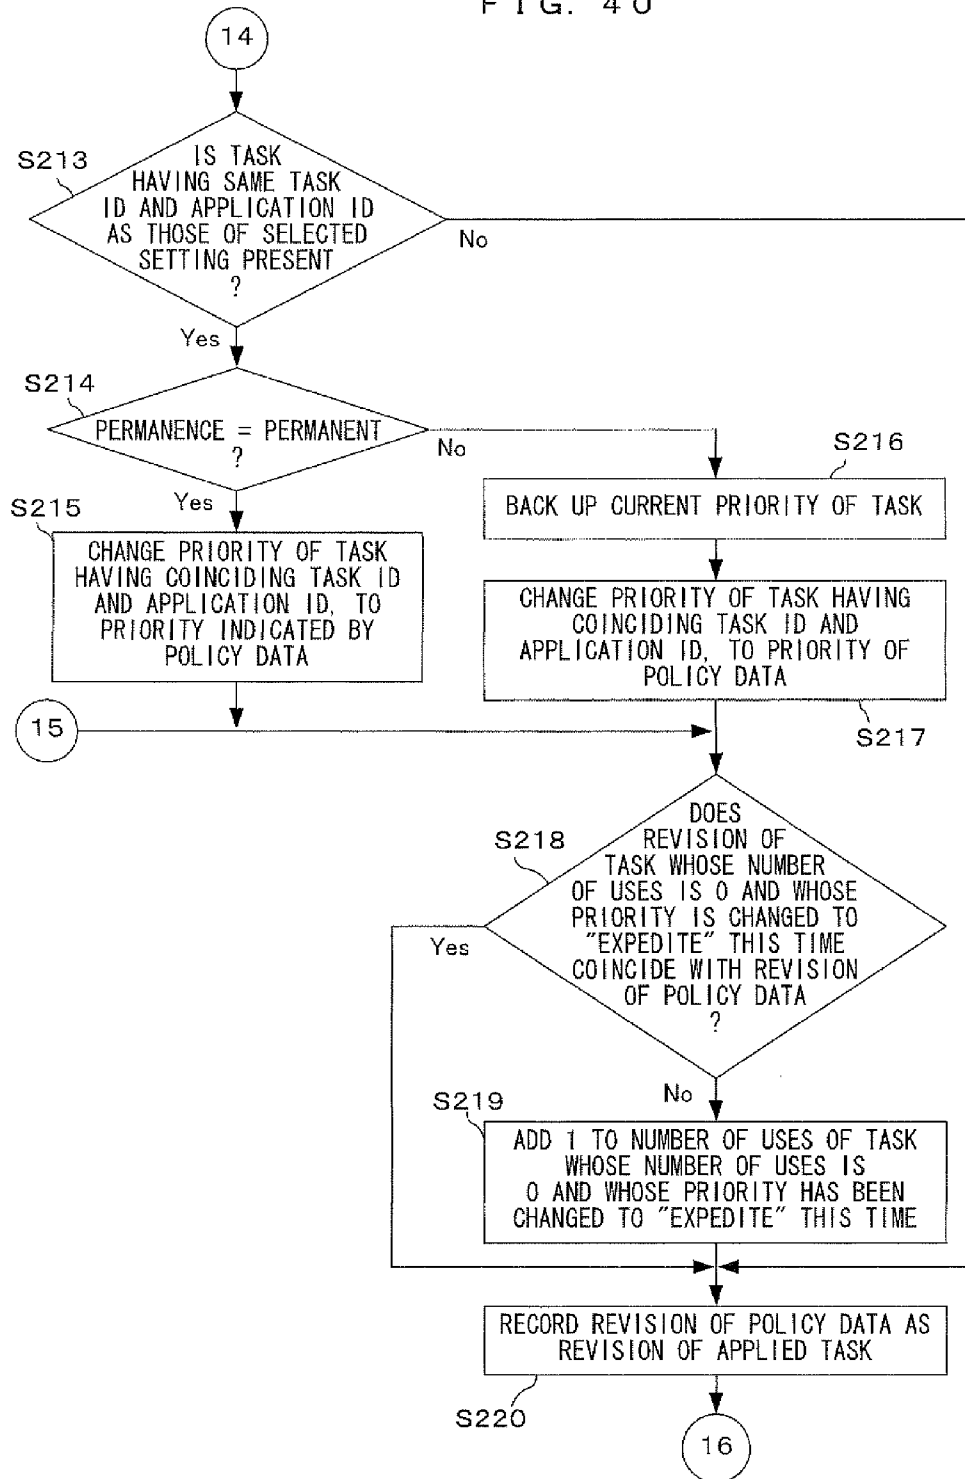 FIG. 40
14
S213
IS TASK
HAVING SAME TASK
ID AND APPLICATION ID
AS THOSE OF SELECTED
SETTING PRESENT
?
No
Yes
S214
PERMANENCE = PERMANENT
?
No
Yes
S215
CHANGE PRIORITY OF TASK
HAVING COINCIDING TASK ID
AND APPLICATION ID, TO
PRIORITY INDICATED BY
POLICY DATA
S216
BACK UP CURRENT PRIORITY OF TASK
CHANGE PRIORITY OF TASK HAVING
COINCIDING TASK ID AND
APPLICATION ID, TO PRIORITY OF
POLICY DATA
S217
15
S218
DOES
REVISION OF
TASK WHOSE NUMBER
OF USES IS 0 AND WHOSE
PRIORITY IS CHANGED TO
"EXPEDITE" THIS TIME
COINCIDE WITH REVISION
OF POLICY DATA
?
Yes
No
S219
ADD 1 TO NUMBER OF USES OF TASK
WHOSE NUMBER OF USES IS
0 AND WHOSE PRIORITY HAS BEEN
CHANGED TO "EXPEDITE" THIS TIME
RECORD REVISION OF POLICY DATA AS
REVISION OF APPLIED TASK
S220
16